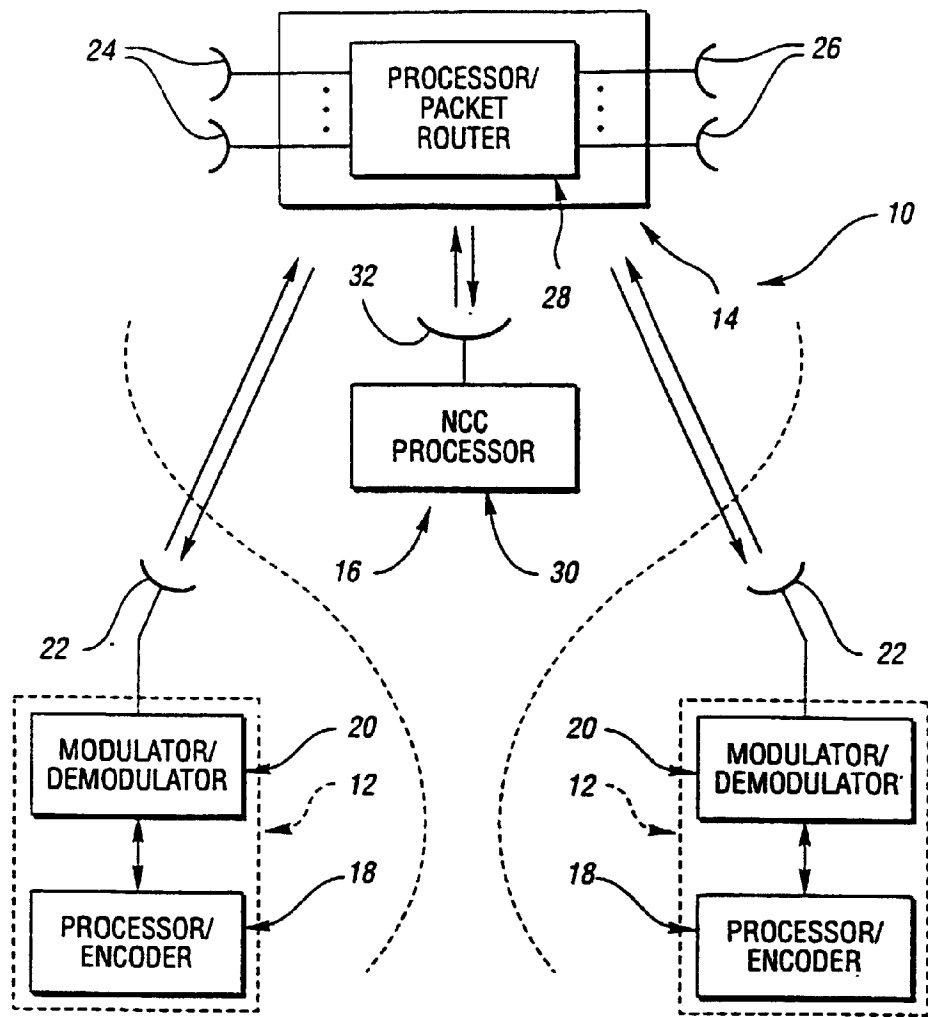 24
PROCESSOR/
PACKET
ROUTER
26
10
28
14
32
NCC
PROCESSOR
16
30
22
22
MODULATOR/
DEMODULATOR
20
12
20
12
MODULATOR/
DEMODULATOR
PROCESSOR/
ENCODER
18
18
PROCESSOR/
ENCODER